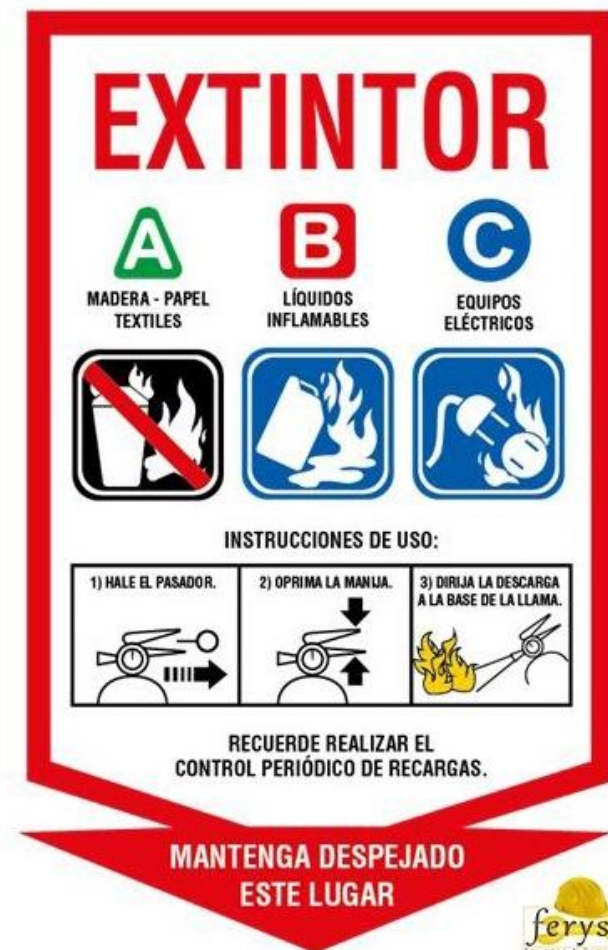 EXTINTOR
A
B
C
MADERA - PAPEL
TEXTILES
LÍQUIDOS
INFLAMABLES
EQUIPOS
ELÉCTRICOS
INSTRUCCIONES DE USO:
1) HALE EL PASADOR.
2) OPRIMA LA MANIJA.
3) DIRIJA LA DESCARGA
A LA BASE DE LA LLAMA.
RECUERDE REALIZAR EL
CONTROL PERIÓDICO DE RECARGAS.
MANTENGA DESPEJADO
ESTE LUGAR
ferys